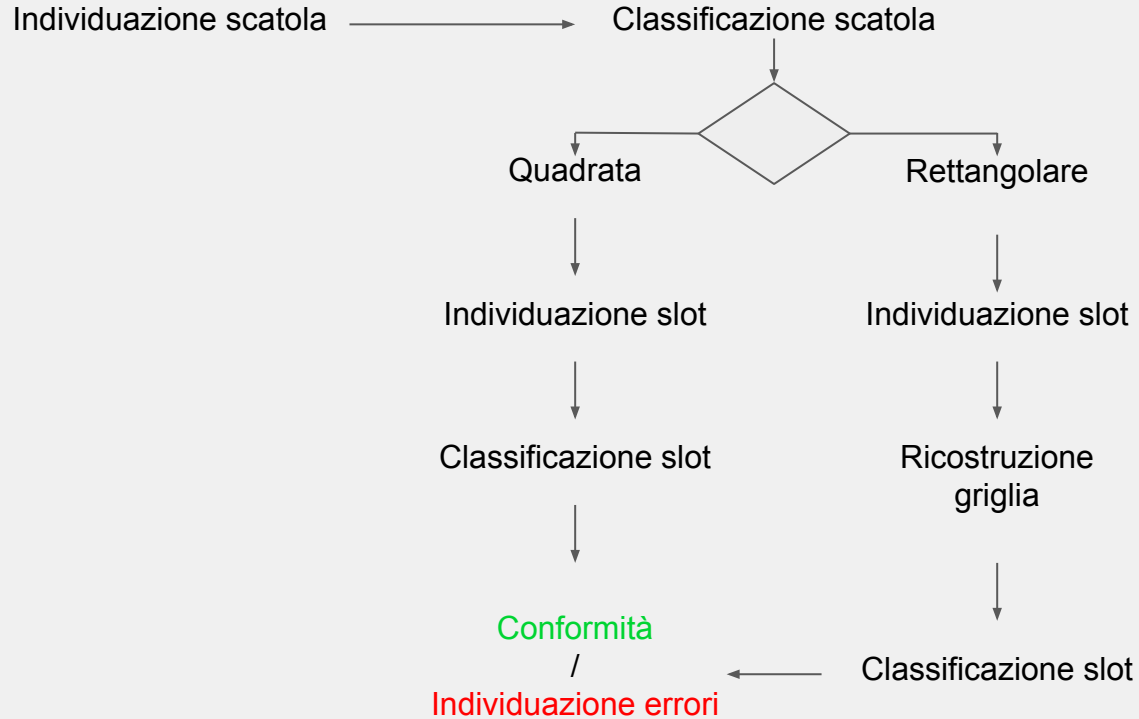 Individuazione scatola
Classificazione scatola
Quadrata
Rettangolare
Individuazione slot
Individuazione slot
Classificazione slot
Ricostruzione
griglia
Conformità
/
Individuazione errori
Classificazione slot